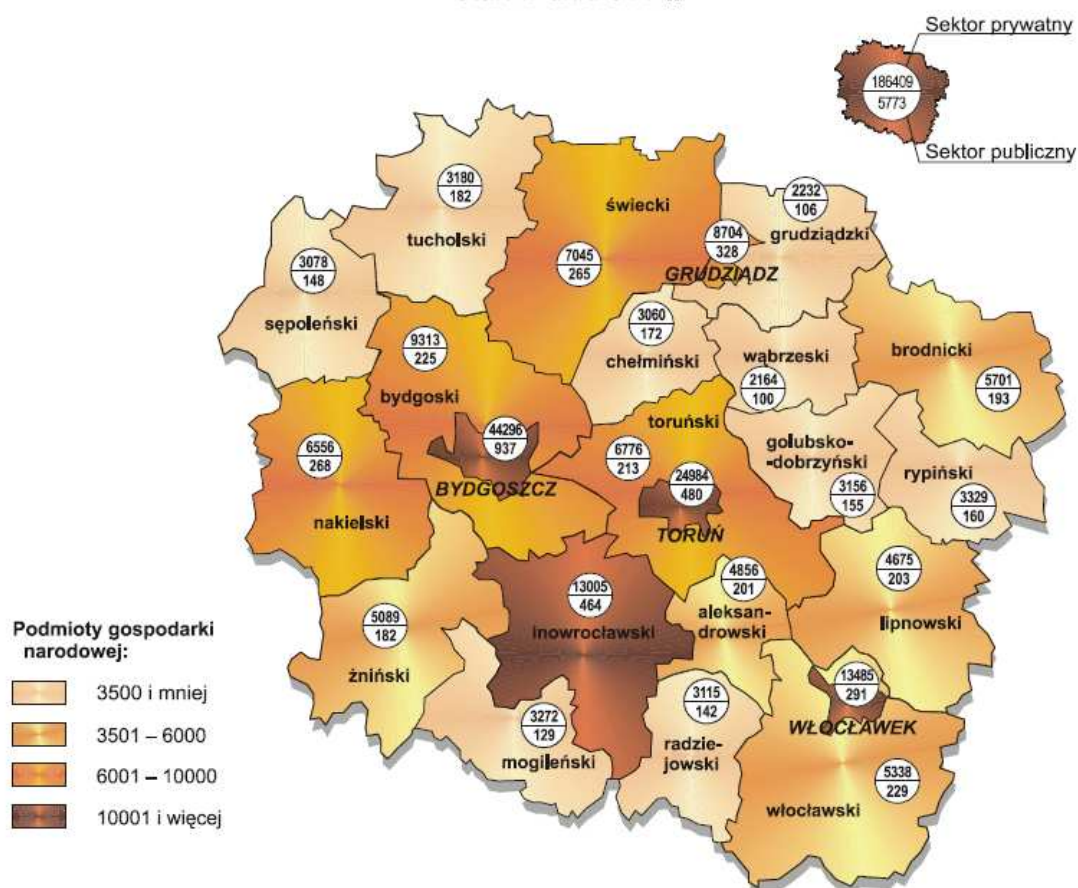 Sektor prywatny
186409
5773
Sektor publiczny
3180
182
tucholski
świecki
7045
265
2232
106
grudziądzki
8704
328
GRUDZIĄDZ
3078
148
sępoleński
9313
225
bydgoski
3060
172
chełmiński
wąbrzeski
2164
100
brodnicki
5701
193
44296
937
BYDGOSZCZ
toruński
6776
213
24984
480
TORUŃ
golubsko-
-dobrzyński
3156
155
rypiński
3329
160
6556
268
nakielski
4675
203
lipnowski
4856
201
aleksan-
drowski
13005
464
inowrocławski
5089
182
żniński
13485
291
WŁOCŁAWEK
3115
142
radzie-
jowski
3272
129
mogileński
5338
229
włocławski
Podmioty gospodarki
narodowej:
3500 i mniej
3501 – 6000
6001 – 10000
10001 i więcej